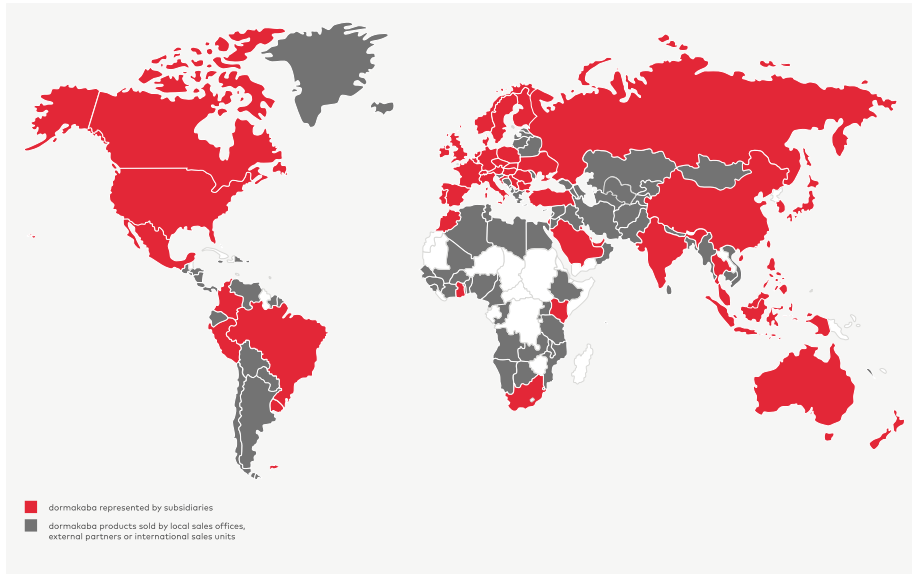 dormakaba represented by subsidiaries
dormakaba products sold by local sales offices,
external partners or international sales units